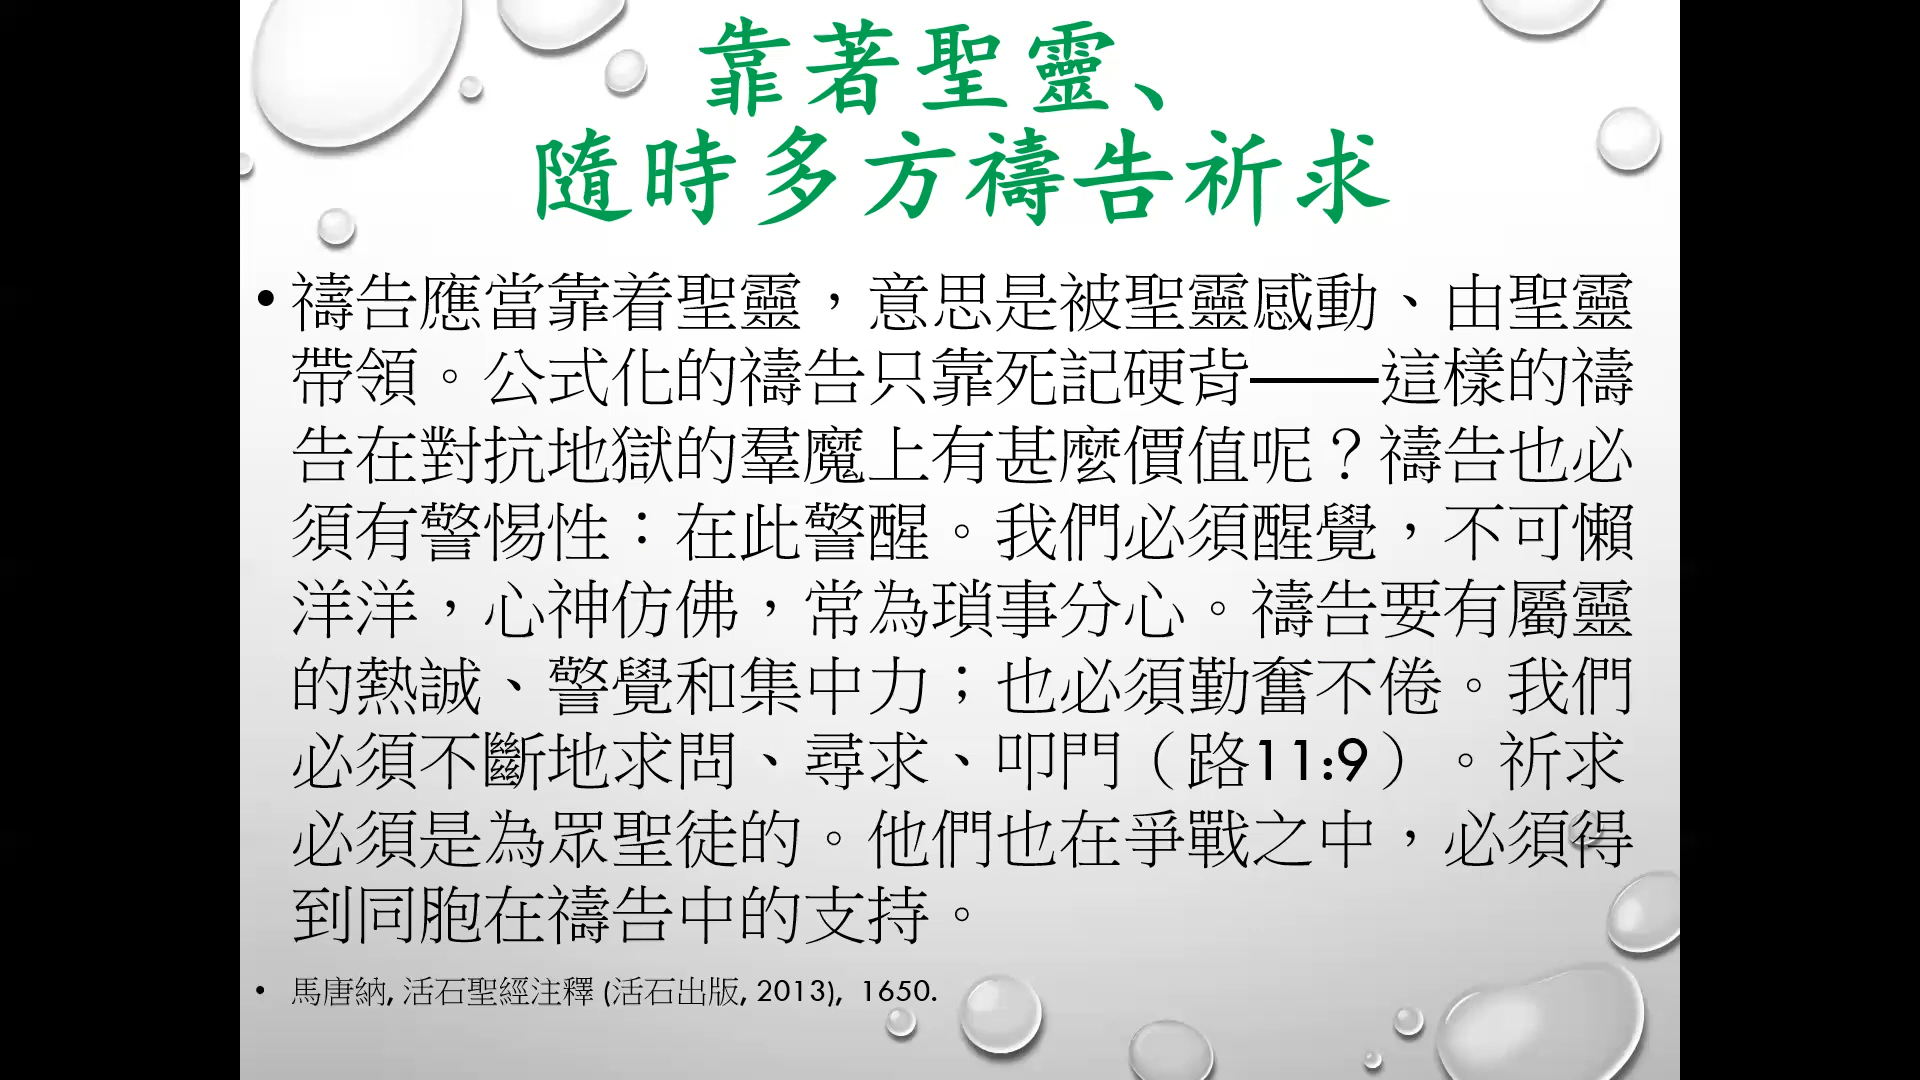 靠著聖靈、
隨時多方禱告祈求
• 禱告應當靠着聖靈，意思是被聖靈感動、由聖靈
帶領。公式化的禱告只靠死記硬背——這樣的禱
告在對抗地獄的羣魔上有甚麼價值呢？禱告也必
須有警惕性：在此警醒。我們必須醒覺，不可懶
洋洋，心神仿佛，常為瑣事分心。禱告要有屬靈
的熱誠、警覺和集中力；也必須勤奮不倦。我們
必須不斷地求問、尋求、叩門（路11:9）。祈求
必須是為眾聖徒的。他們也在爭戰之中，必須得
到同胞在禱告中的支持。
• 馬唐納, 活石聖經注釋 (活石出版, 2013), 1650.